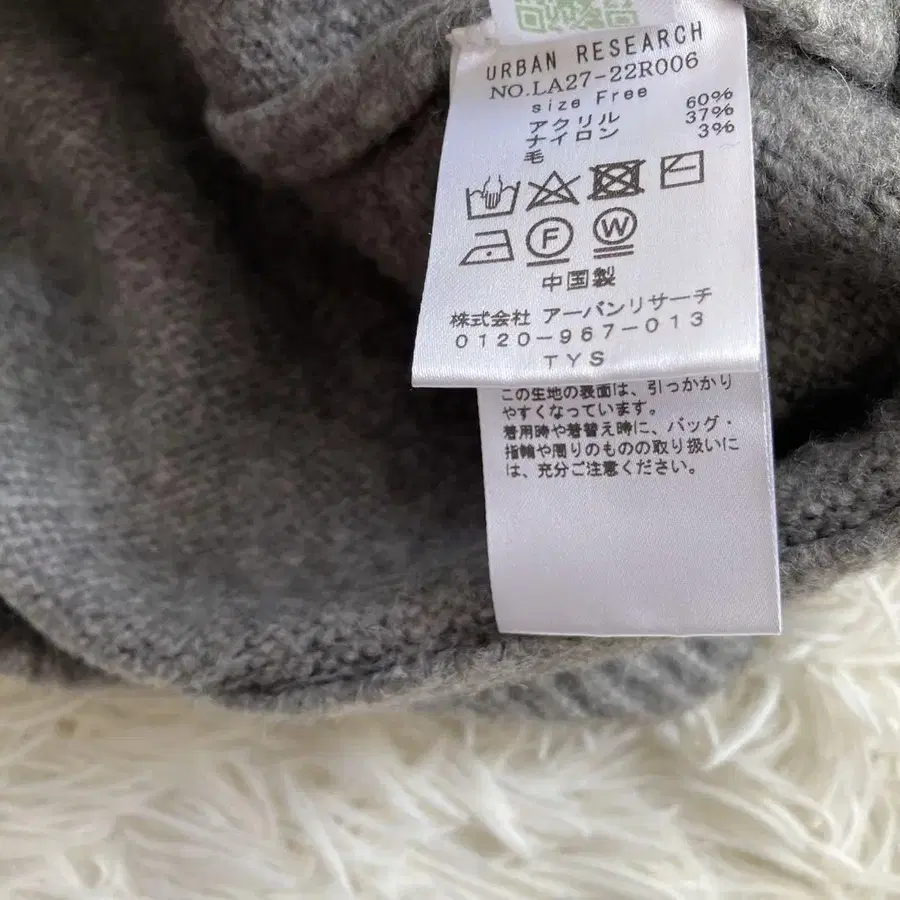 URBAN RESEARCH
NO.LA27-22R006
size Free
アクリル 60%
ナイロン 37%
毛 3%
F W
中国製
株式会社 アーバンリサーチ
0120-967-013
TYS
この生地の表面は、引っかかり
やすくなっています。
着用時や着替え時に、バッグ・
指輪や周りのものの取り扱いに
は、充分ご注意ください。